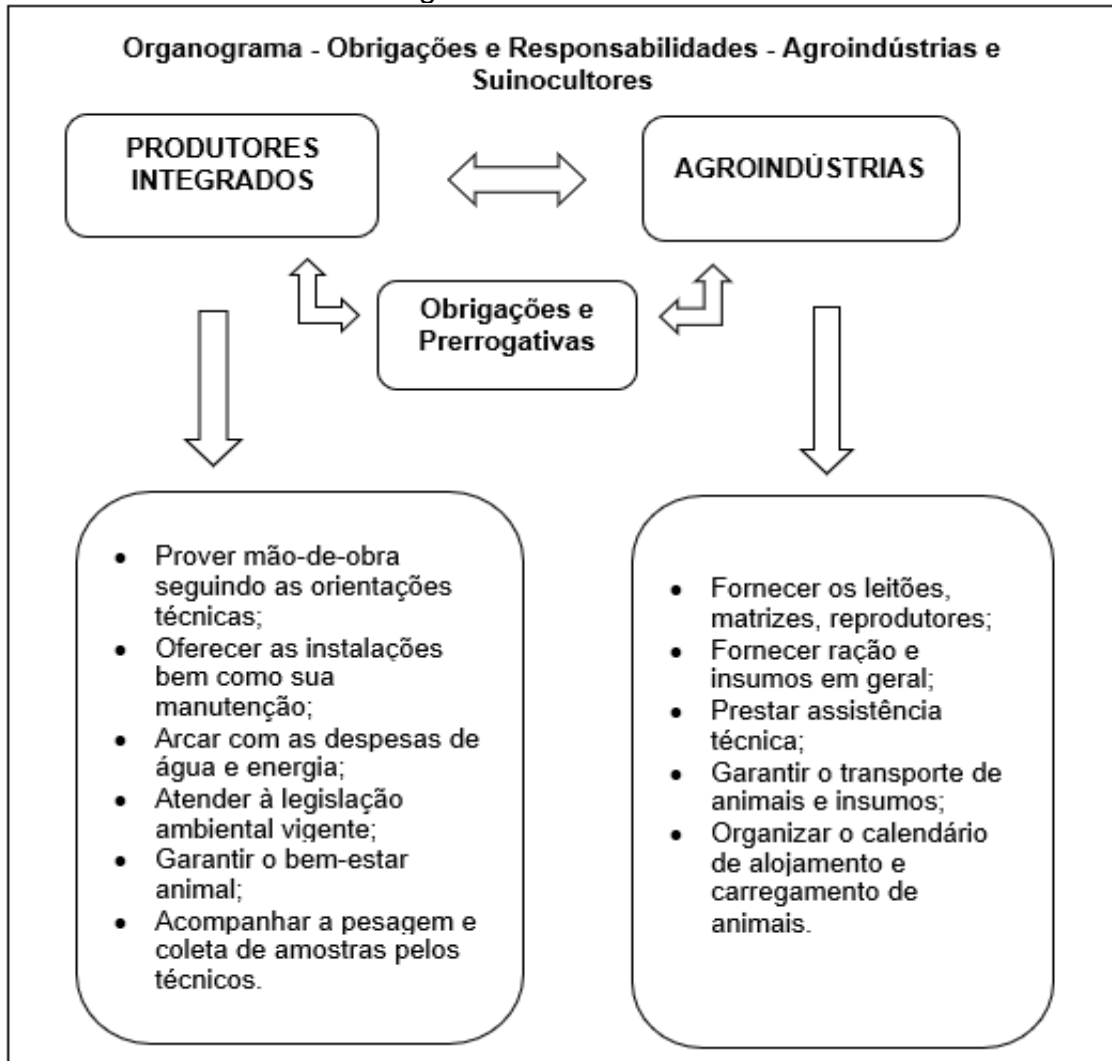 Organograma - Obrigações e Responsabilidades - Agroindústrias e
Suinocultores
PRODUTORES
INTEGRADOS
AGROINDÚSTRIAS
Obrigações e
Prerrogativas
• Prover mão-de-obra
seguindo as orientações
técnicas;
• Oferecer as instalações
bem como sua
manutenção;
• Arcar com as despesas de
água e energia;
• Atender à legislação
ambiental vigente;
• Garantir o bem-estar
animal;
• Acompanhar a pesagem e
coleta de amostras pelos
técnicos.
• Fornecer os leitões,
matrizes, reprodutores;
• Fornecer ração e
insumos em geral;
• Prestar assistência
técnica;
• Garantir o transporte de
animais e insumos;
• Organizar o calendário
de alojamento e
carregamento de
animais.